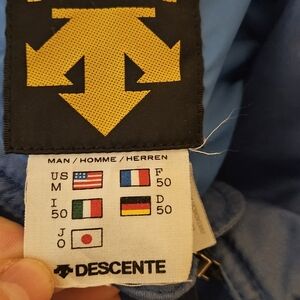 MAN / HOMME / HERREN
US F
M 50
I D
50 50
J
O
DESCENTE